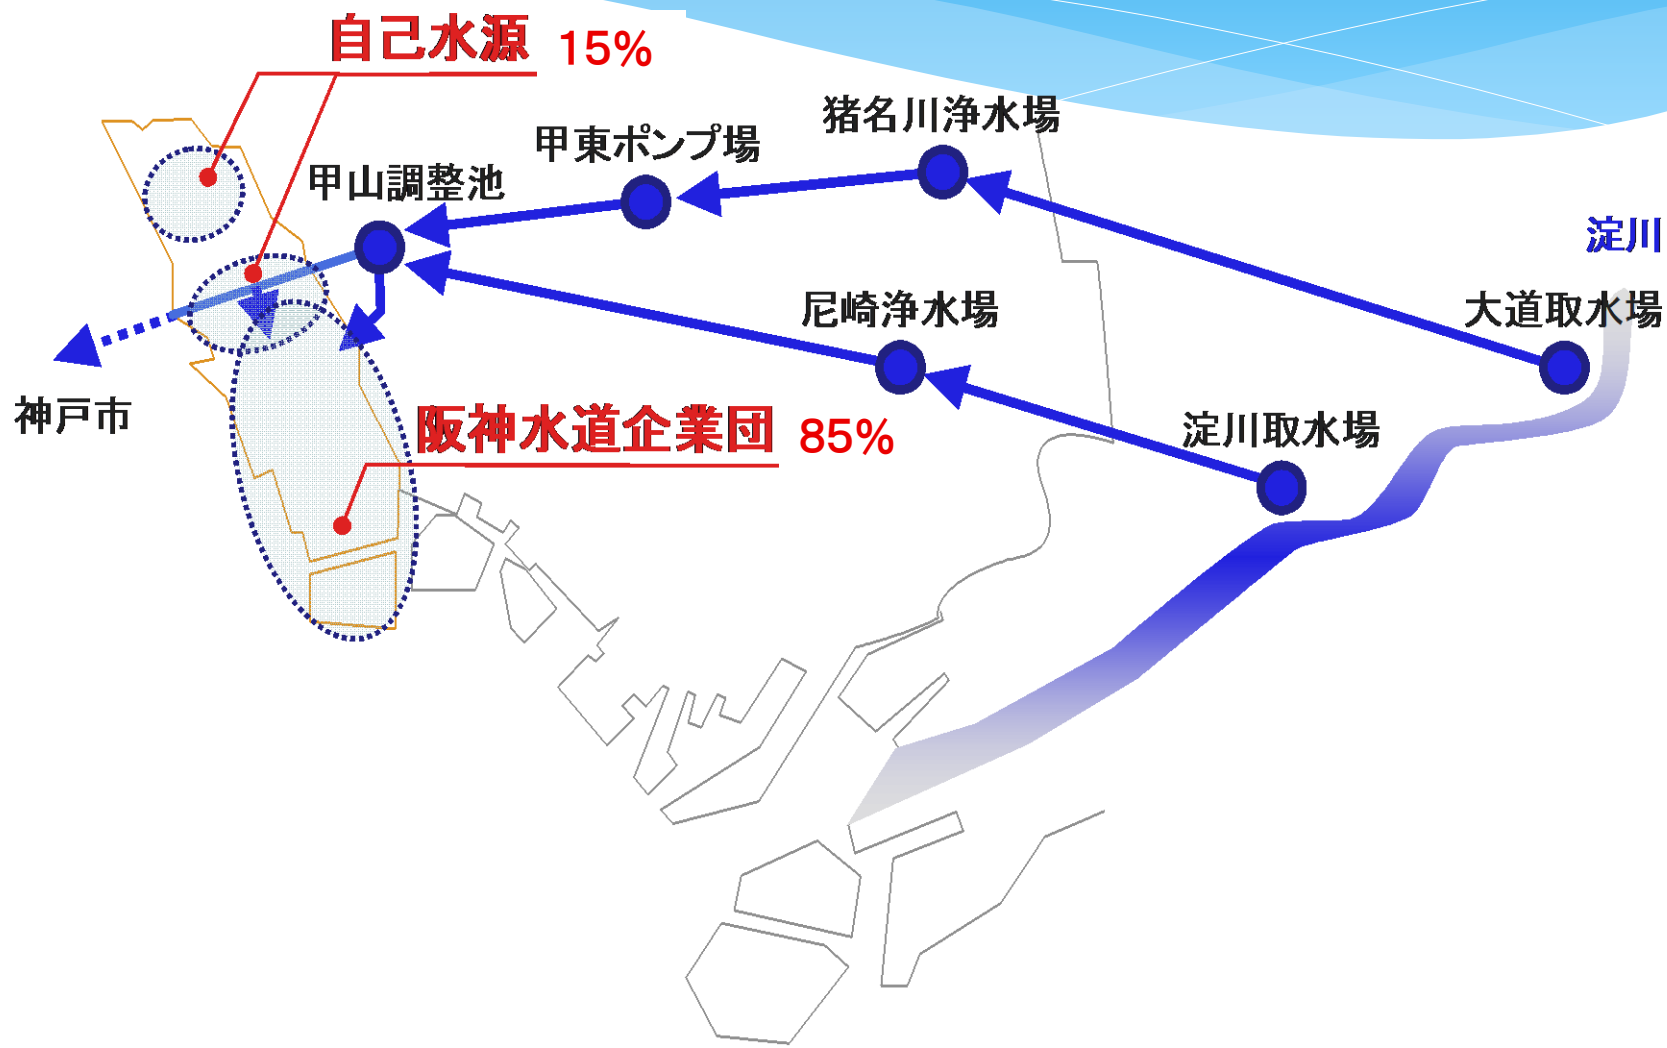 自己水源 15%
猪名川浄水場
甲東ポンプ場
甲山調整池
淀川
尼崎浄水場
大道取水場
神戸市
阪神水道企業団 85%
淀川取水場